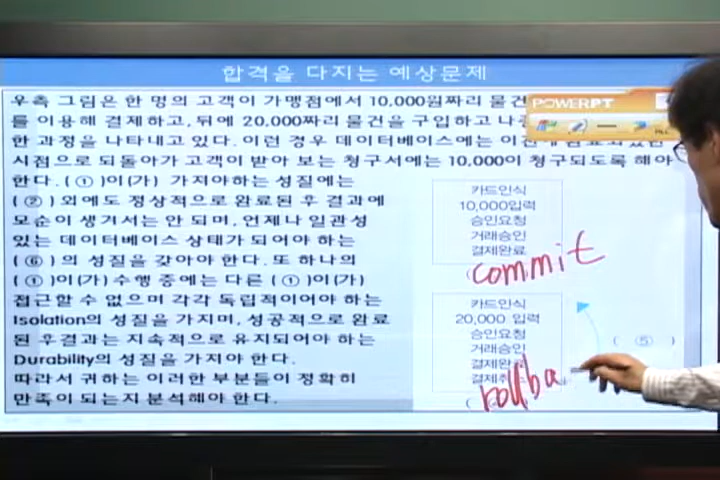 합격을 다지는 예상문제
우측 그림은 한 명의 고객이 가맹점에서 10,000원짜리 물건
를 이용해 결제하고, 뒤에 20,000짜리 물건을 구입하고
한 과정을 나타내고 있다. 이런 경우 데이터베이스에는
시점으로 되돌아가 고객이 받아 보는 청구서에는 10,000이 청구되도록 해야
한다. ( ① )이(가) 가져야하는 성질에는
( ② ) 외에도 정상적으로 완료된 후 결과에
모순이 생겨서는 안 되며, 언제나 일관성
있는 데이터베이스 상태가 되어야 하는
( ⑥ ) 의 성질을 갖아야 한다. 또 하나의
( ① )이(가) 수행 중에는 다른 ( ① )이(가)
접근할 수 없으며 각각 독립적이어야 하는
Isolation의 성질을 가지며, 성공적으로 완료
된 후결과는 지속적으로 유지되어야 하는
Durability의 성질을 가져야 한다.
따라서 귀하는 이러한 부분들이 정확히
만족이 되는지 분석해야 한다.
POWERPT
카드인식
10,000입력
승인요청
거래승인
결제완료
commit
카드인식
20,000 입력
승인요청
거래승인
결제완료
rollba
( ⑤ )